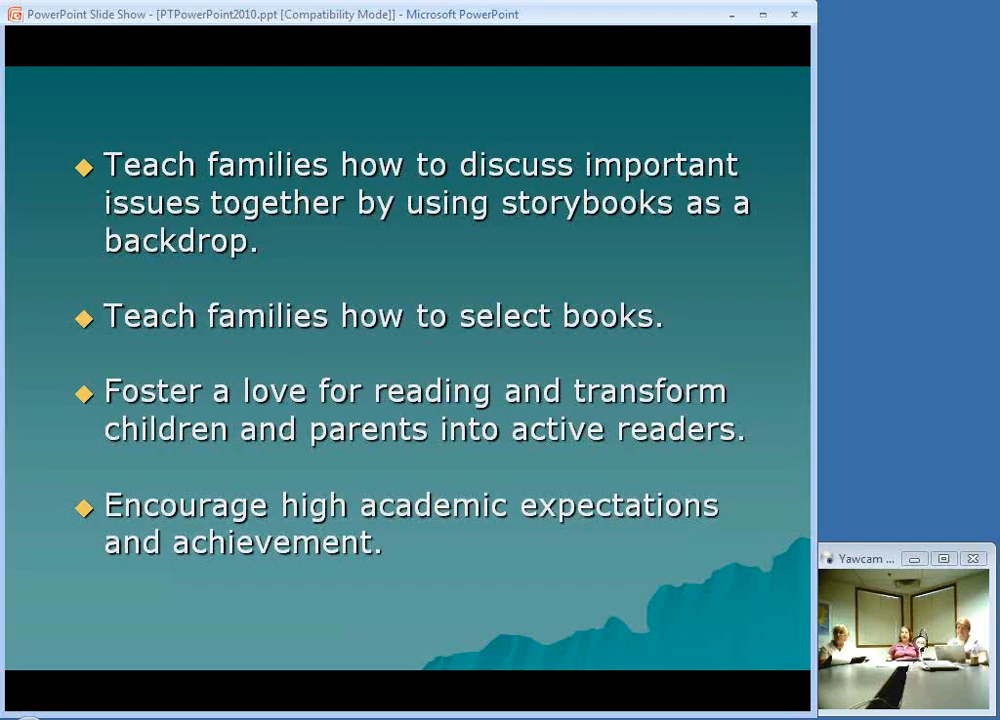 PowerPoint Slide Show - [PTPowerPoint2010.ppt [Compatibility Mode]] - Microsoft PowerPoint
Teach families how to discuss important
issues together by using storybooks as a
backdrop.
Teach families how to select books.
Foster a love for reading and transform
children and parents into active readers.
Encourage high academic expectations
and achievement.
Yawcam ...